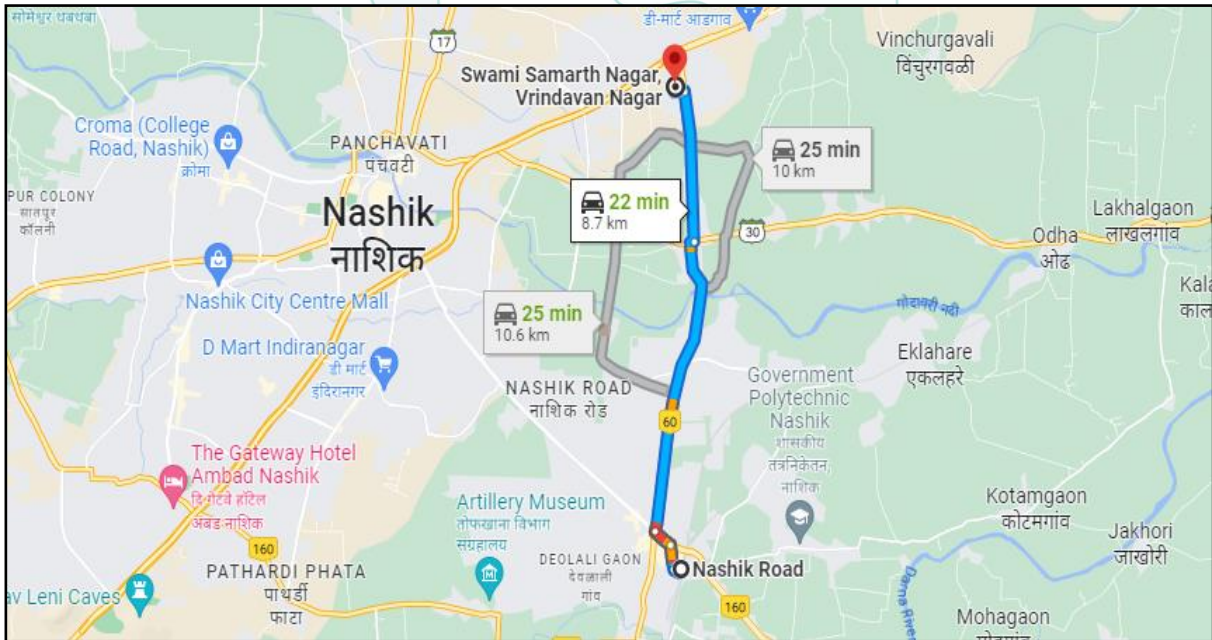 सोमेश्वर धबधबा
17
डी-मार्ट आडगाव
Vinchurgavali
विंचुरगवळी
Swami Samarth Nagar,
Vrindavan Nagar
Croma (College
Road, Nashik)
क्रोमा
PANCHAVATI
पंचवटी
25 min
10 km
PUR COLONY
सातपूर
कॉलनी
22 min
8.7 km
Nashik
नाशिक
30
Lakhalgaon
लाखलगांव
Odha
ओढ
Nashik City Centre Mall
Kala
काल
गोदावरी नदी
25 min
10.6 km
D Mart Indiranagar
डी मार्ट
इंदिरानगर
Eklahare
एकलहरे
NASHIK ROAD
नाशिक रोड
Government
Polytechnic
Nashik
शासकीय
तंत्रनिकेतन,
नाशिक
60
The Gateway Hotel
Ambad Nashik
दि गेटवे हॉटेल
अंबड नाशिक
Artillery Museum
तोफखाना विभाग
संग्रहालय
Kotamgaon
कोटमगांव
Jakhori
जाखोरी
160
DEOLALI GAON
देवळाली
गांव
Nashik Road
PATHARDI PHATA
पाथर्डी
फाटा
av Leni Caves
160
Darna River
Mohagaon